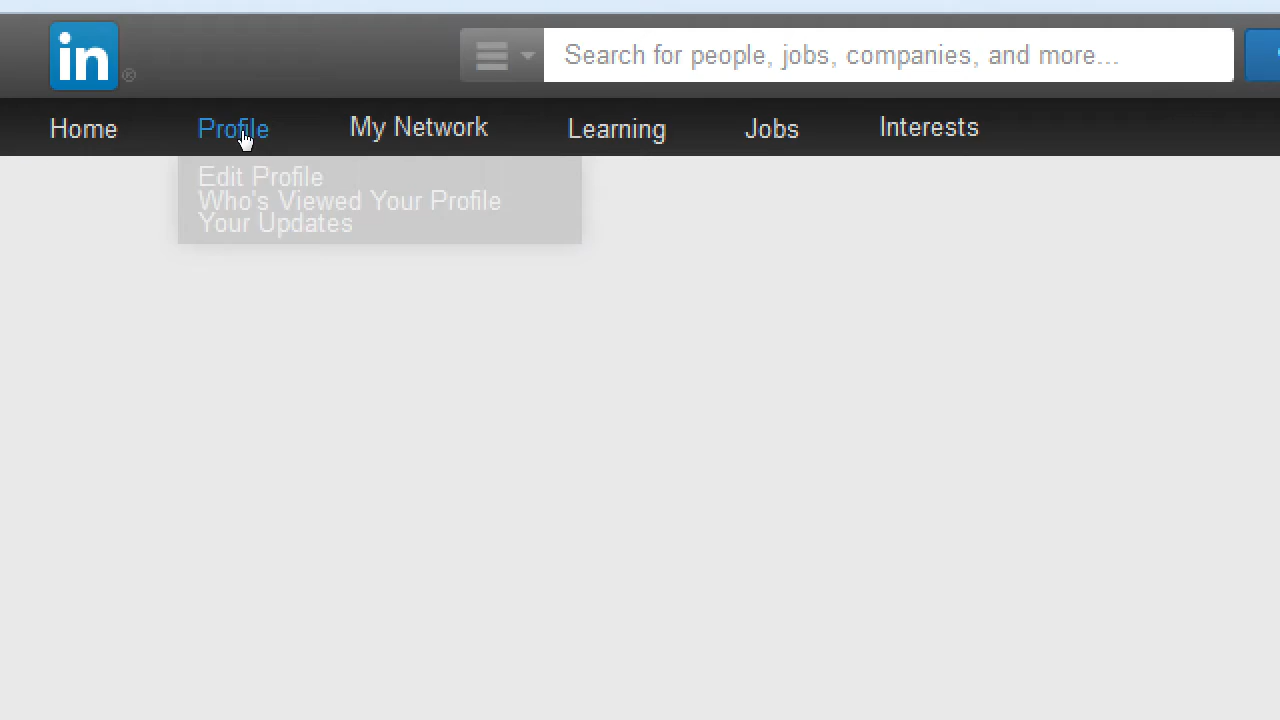 in ®
Search for people, jobs, companies, and more...
Home Profile My Network Learning Jobs Interests
Edit Profile
Who's Viewed Your Profile
Your Updates